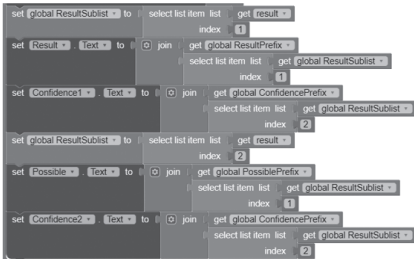 set global ResultSublist to select list item list get result
index 1
set Result . Text to join get global ResultPrefix
select list item list get global ResultSublist
index 1
set Confidence1 . Text to join get global ConfidencePrefix
select list item list get global ResultSublist
index 2
set global ResultSublist to select list item list get result
index 2
set Possible . Text to join get global PossiblePrefix
select list item list get global ResultSublist
index 1
set Confidence2 . Text to join get global ConfidencePrefix
select list item list get global ResultSublist
index 2